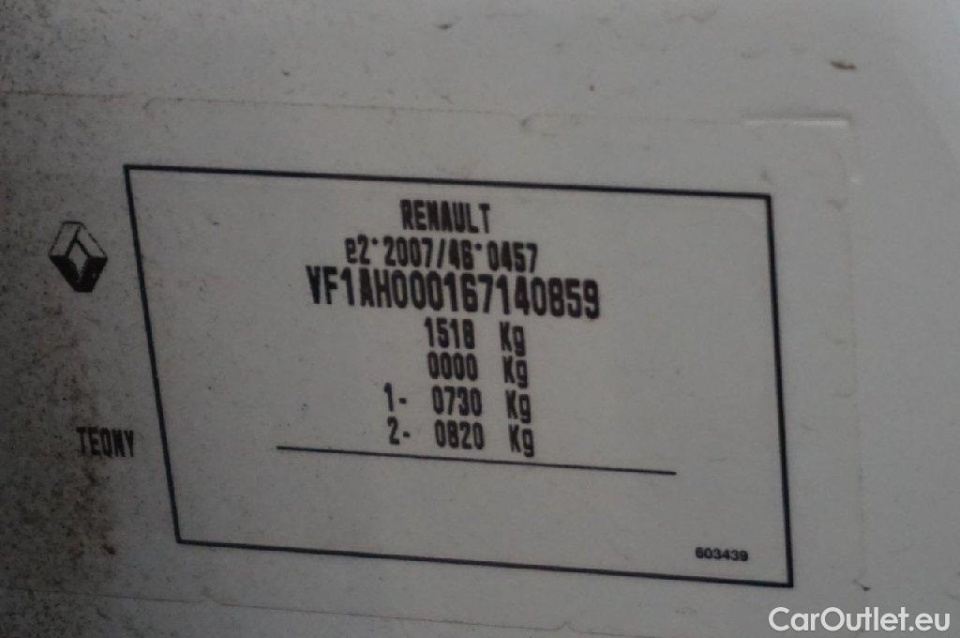 RENAULT
e2*2007/46*0457
VF1AH000167140859
1518 Kg
0000 Kg
1- 0730 Kg
2- 0820 Kg
TEQNY
603439
CarOutlet.eu